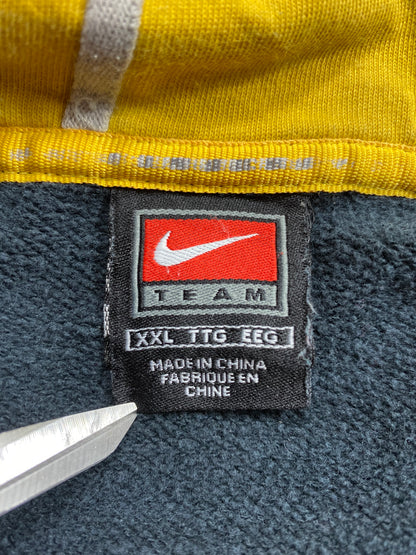 TEAM
XXL TTG EEG
MADE IN CHINA
FABRIQUE EN
CHINE